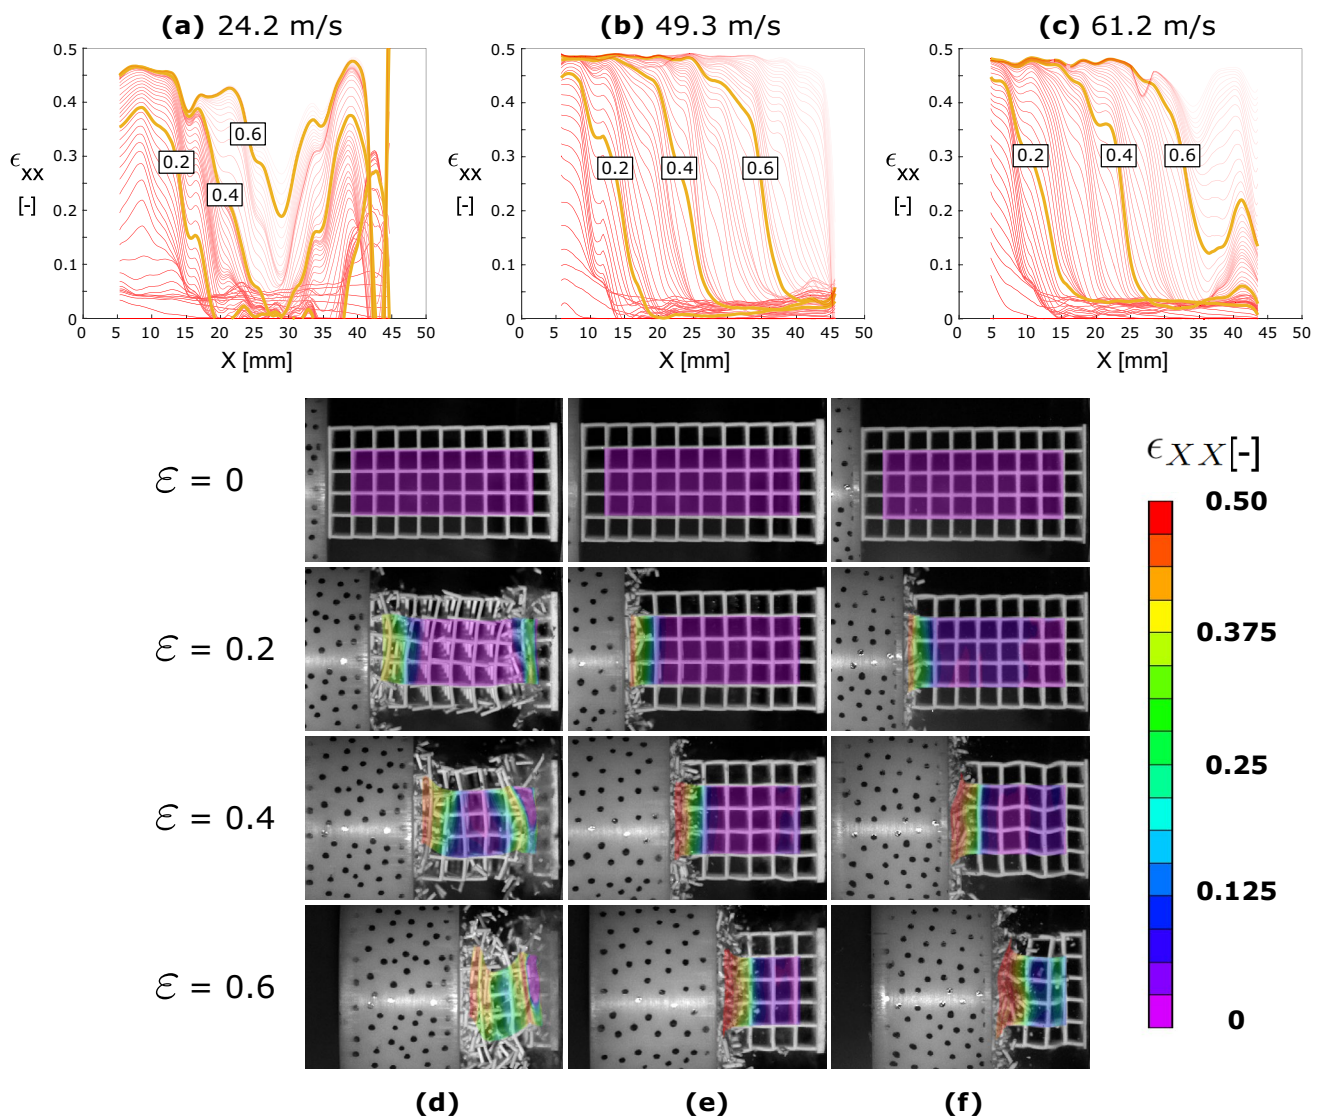 (a) 24.2 m/s
(b) 49.3 m/s
(c) 61.2 m/s
0.5
0.4
0.3
0.2
0.1
0
ϵxx
[-]
0.2
0.4
0.6
0 5 10 15 20 25 30 35 40 45 50
X [mm]
0.5
0.4
0.3
0.2
0.1
0
ϵxx
[-]
0.2
0.4
0.6
0 5 10 15 20 25 30 35 40 45 50
X [mm]
0.5
0.4
0.3
0.2
0.1
0
ϵxx
[-]
0.2
0.4
0.6
0 5 10 15 20 25 30 35 40 45 50
X [mm]
ℰ = 0
ℰ = 0.2
ℰ = 0.4
ℰ = 0.6
ϵXX[-]
0.50
0.375
0.25
0.125
0
(d)
(e)
(f)